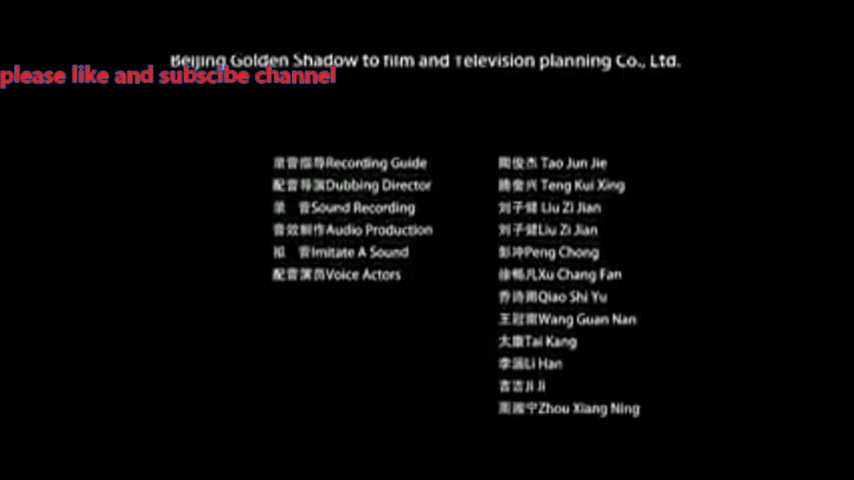 Beijing Golden Shadow to film and Television planning Co., Ltd.
please like and subscibe channel
录音指导Recording Guide 陶俊杰 Tao Jun Jie
配音导演Dubbing Director Teng Kui Xing
录 音Sound Recording 刘子健 Liu Zi Jian
音效制作Audio Production 刘子健Liu Zi Jian
拟 音Imitate A Sound 彭冲Peng Chong
配音演员Voice Actors 徐畅凡Xu Chang Fan
乔诗雨Qiao Shi Yu
王冠南Wang Guan Nan
太康Tai Kang
李涵Li Han
吉吉Ji Ji
Zhou Xiang Ning